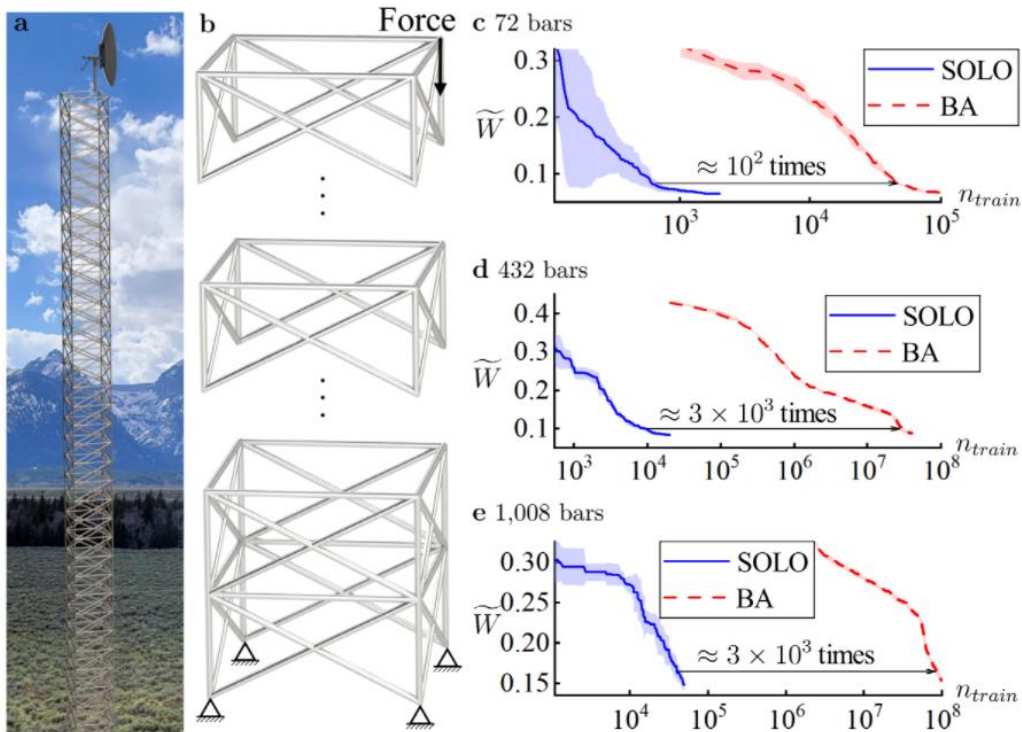 a
b
Force
c 72 bars
0.3
0.2
0.1
W̃
SOLO
BA
≈ 10² times
10³
10⁴
10⁵
n_train
d 432 bars
0.4
0.3
0.2
0.1
W̃
SOLO
BA
≈ 3 × 10³ times
10³
10⁴
10⁵
10⁶
10⁷
10⁸
n_train
e 1,008 bars
0.30
0.25
0.20
0.15
W̃
SOLO
BA
≈ 3 × 10³ times
10⁴
10⁵
10⁶
10⁷
10⁸
n_train